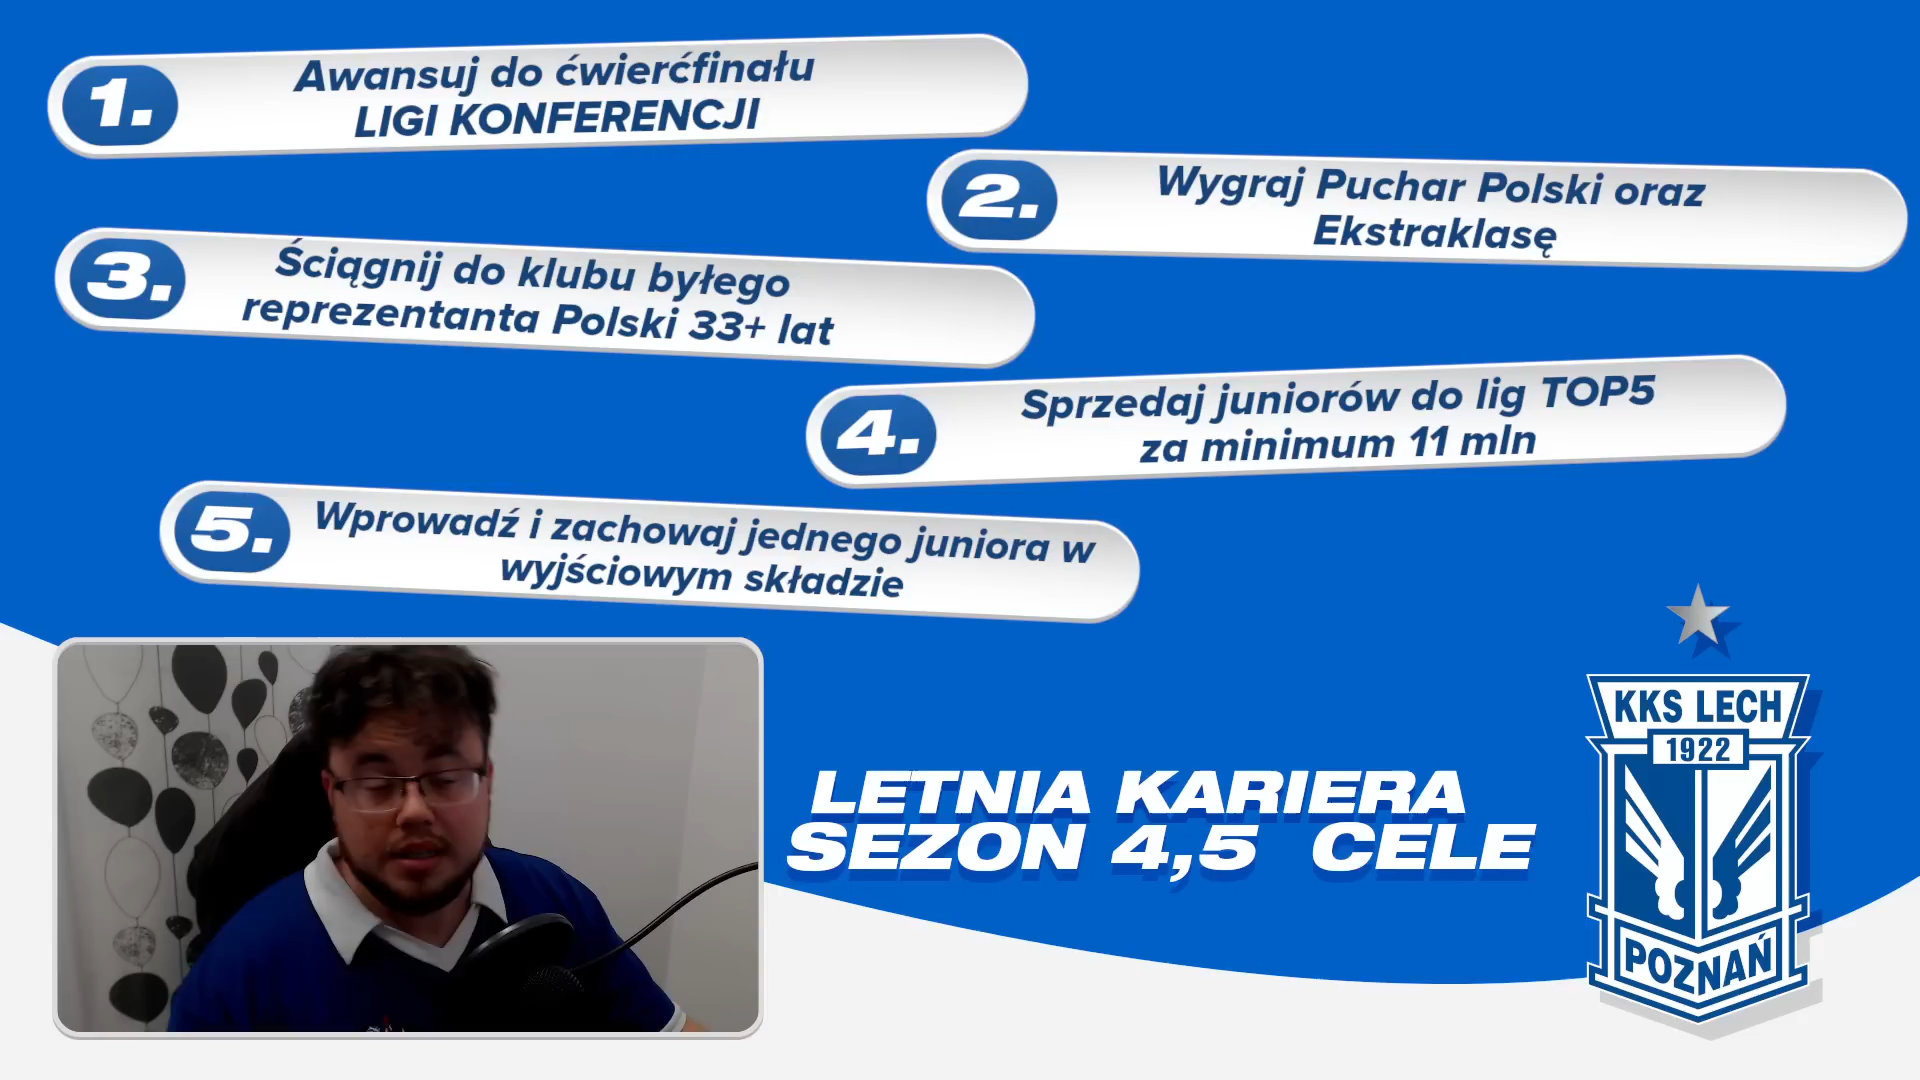 1.
Awansuj do ćwierćfinału
LIGI KONFERENCJI
2.
Wygraj Puchar Polski oraz
Ekstraklasę
3.
Ściągnij do klubu byłego
reprezentanta Polski 33+ lat
4.
Sprzedaj juniorów do lig TOP5
za minimum 11 mln
5.
Wprowadź i zachowaj jednego juniora w
wyjściowym składzie
LETNIA KARIERA
SEZON 4,5 CELE
KKS LECH
1922
POZNAŃ